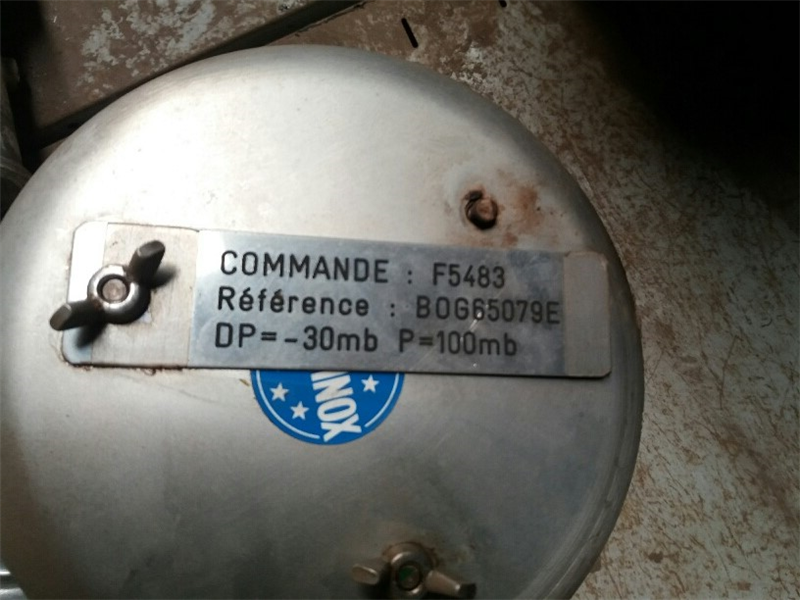 COMMANDE : F5483
Référence : BOG65079E
DP=-30mb P=100mb
INOX